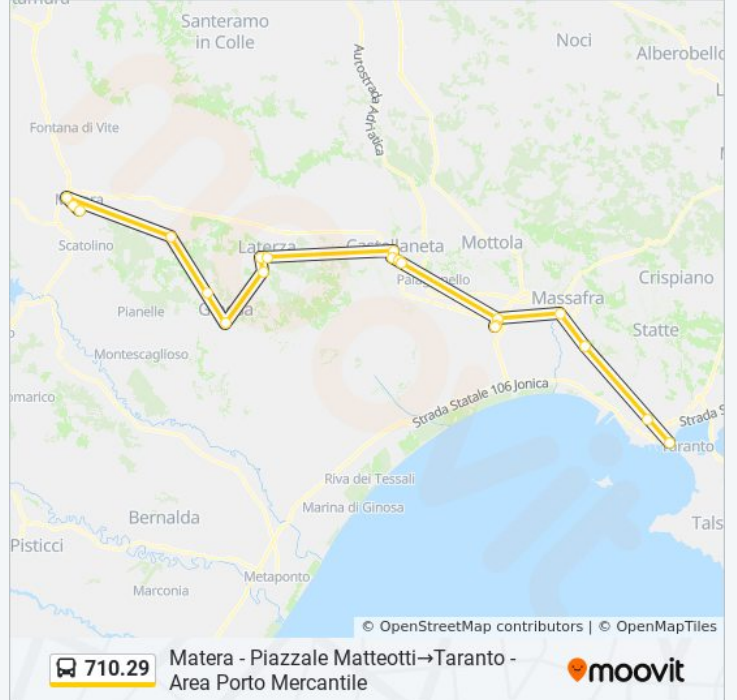 Santeramo
in Colle
Noci
Alberobello
Autostrada Adriatica
Fontana di Vite
Scatolino
Laterza
Castellaneta
Mottola
Palagianello
Crispiano
Massafra
Statte
Pianelle
Montescaglioso
omarico
Strada Statale 106 Jonica
Strada S
Taranto
Riva dei Tessali
Marina di Ginosa
Bernalda
Tals
Pisticci
Metaponto
Marconia
© OpenStreetMap contributors | © OpenMapTiles
710.29
Matera - Piazzale Matteotti→Taranto -
Area Porto Mercantile
moovit